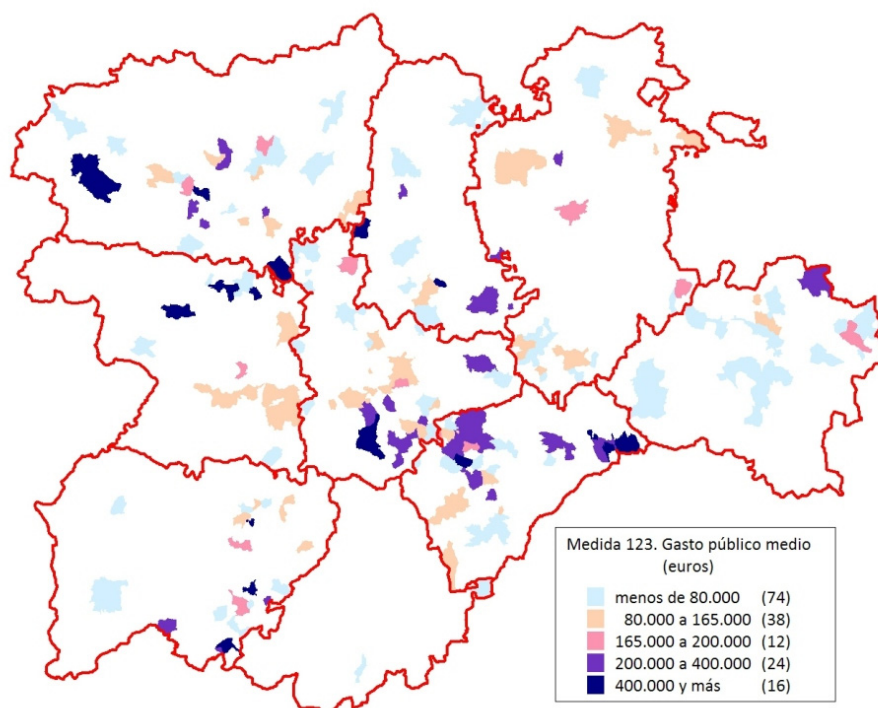 Medida 123. Gasto público medio
(euros)
menos de 80.000 (74)
80.000 a 165.000 (38)
165.000 a 200.000 (12)
200.000 a 400.000 (24)
400.000 y más (16)